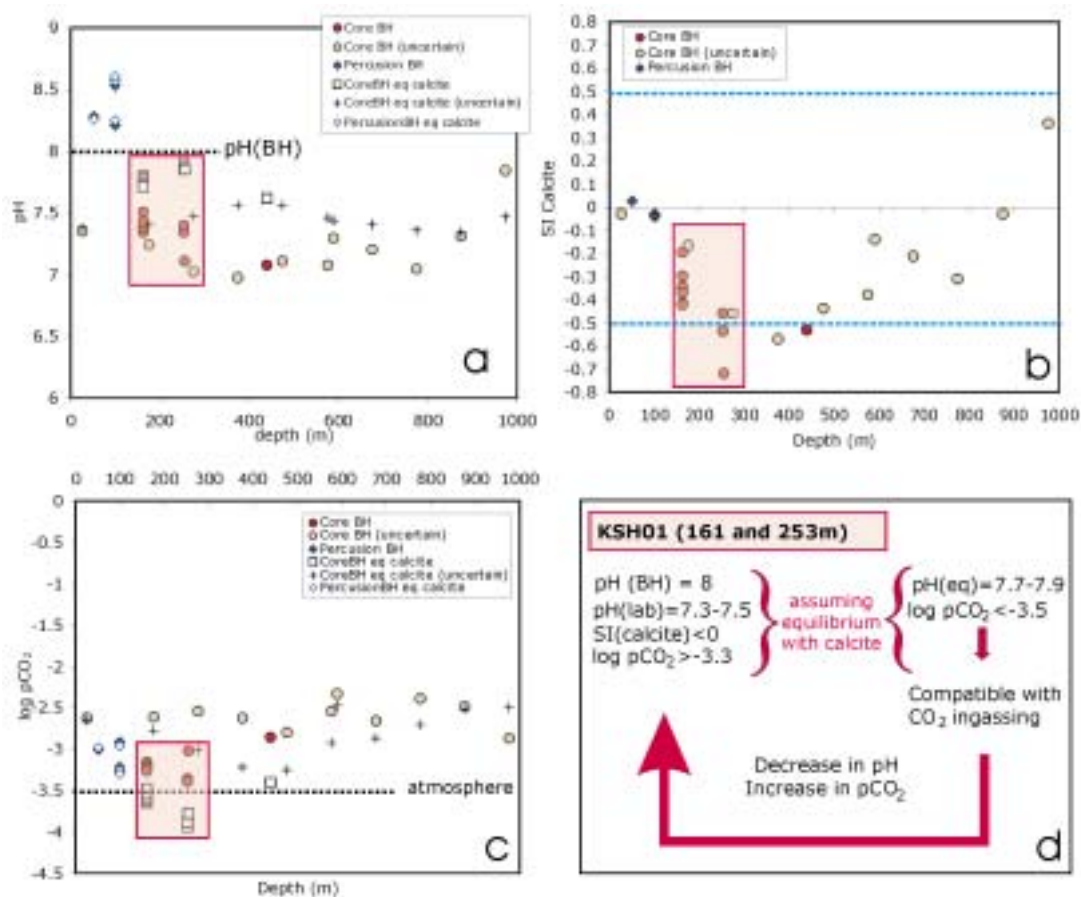 9
8.5
8
7.5
7
6.5
6
pH
0
200
400
600
800
1000
depth (m)
Core BH
Core BH (uncertain)
Percusion BH
CoreBH eq calcite
CoreBH eq calcite (uncertain)
PercusionBH eq calcite
pH(BH)
a
0.8
0.7
0.6
0.5
0.4
0.3
0.2
0.1
0
-0.1
-0.2
-0.3
-0.4
-0.5
-0.6
-0.7
-0.8
SI Calcite
0 100 200 300 400 500 600 700 800 900 1000
Depth (m)
Core BH
Core BH (uncertain)
Percusion BH
b
0 100 200 300 400 500 600 700 800 900 1000
0
-0.5
-1
-1.5
-2
-2.5
-3
-3.5
-4
-4.5
log pCO₂
Core BH
Core BH (uncertain)
Percusion BH
CoreBH eq calcite
CoreBH eq calcite (uncertain)
PercusionBH eq calcite
atmosphere
c
Depth (m)
KSH01 (161 and 253m)
pH (BH) = 8
pH(lab)=7.3-7.5
SI(calcite)<0
log pCO₂>-3.3
assuming
equilibrium
with calcite
pH(eq)=7.7-7.9
log pCO₂<-3.5
Compatible with
CO₂ ingassing
Decrease in pH
Increase in pCO₂
d